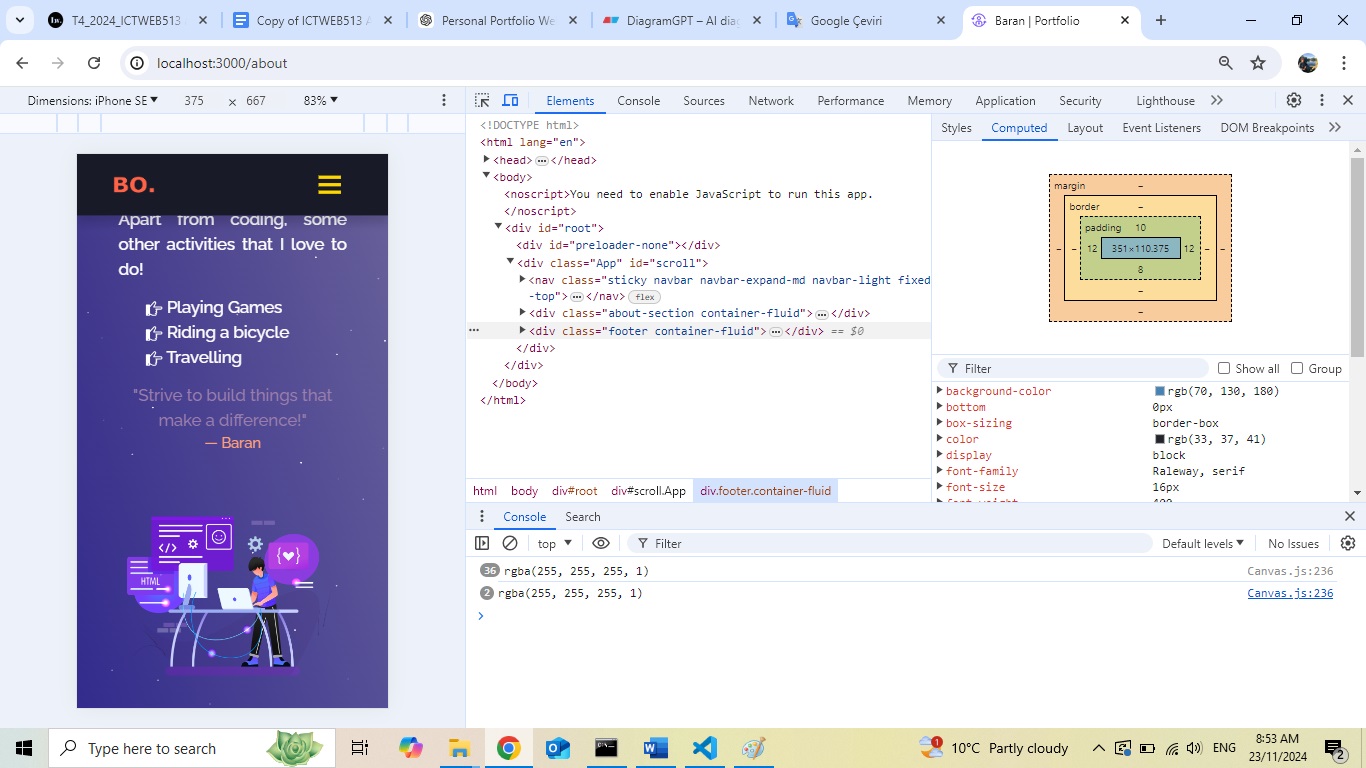 T4_2024_ICTWEB513
Copy of ICTWEB513 A
Personal Portfolio We
DiagramGPT – AI dia
Google Çeviri
Baran | Portfolio
localhost:3000/about
Dimensions: iPhone SE
375 × 667
83%
Elements
Console
Sources
Network
Performance
Memory
Application
Security
Lighthouse
BO.
Apart from coding, some
other activities that I love to
do!
Playing Games
Riding a bicycle
Travelling
"Strive to build things that
make a difference!"
— Baran
</>
HTML
<!DOCTYPE html>
<html lang="en">
<head> ... </head>
<body>
<noscript>You need to enable JavaScript to run this app.
</noscript>
<div id="root">
<div id="preloader-none"></div>
<div class="App" id="scroll">
<nav class="sticky navbar navbar-expand-md navbar-light fixed
-top"> ... </nav> flex
<div class="about-section container-fluid"> ... </div>
<div class="footer container-fluid"> ... </div> == $0
</div>
</div>
</body>
</html>
html body div#root div#scroll.App div.footer.container-fluid
Styles
Computed
Layout
Event Listeners
DOM Breakpoints
margin –
border –
padding 10
– – 12 351×110.375 12 – –
8
–
–
Filter
Show all
Group
background-color rgb(70, 130, 180)
bottom 0px
box-sizing border-box
color rgb(33, 37, 41)
display block
font-family Raleway, serif
font-size 16px
font-weight 400
Console
Search
top
Filter
Default levels
No Issues
36 rgba(255, 255, 255, 1) Canvas.js:236
2 rgba(255, 255, 255, 1) Canvas.js:236
Type here to search
1
10°C Partly cloudy
ENG
8:53 AM
23/11/2024
2